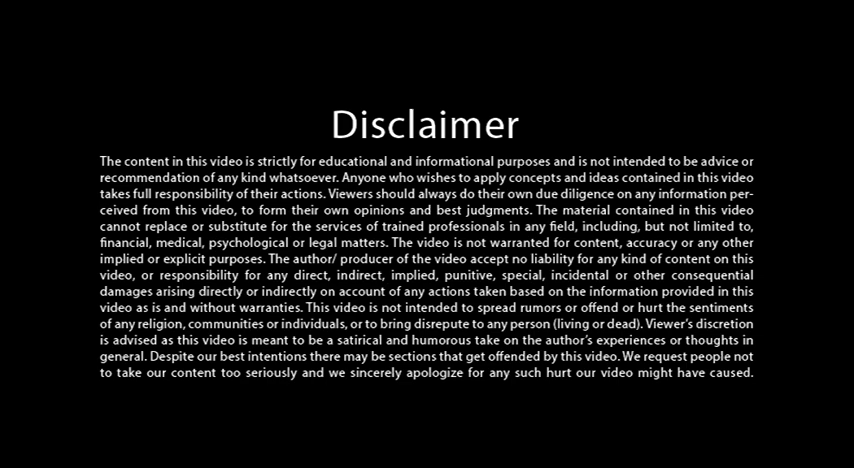 Disclaimer
The content in this video is strictly for educational and informational purposes and is not intended to be advice or
recommendation of any kind whatsoever. Anyone who wishes to apply concepts and ideas contained in this video
takes full responsibility of their actions. Viewers should always do their own due diligence on any information per-
ceived from this video, to form their own opinions and best judgments. The material contained in this video
cannot replace or substitute for the services of trained professionals in any field, including, but not limited to,
financial, medical, psychological or legal matters. The video is not warranted for content, accuracy or any other
implied or explicit purposes. The author/ producer of the video accept no liability for any kind of content on this
video, or responsibility for any direct, indirect, implied, punitive, special, incidental or other consequential
damages arising directly or indirectly on account of any actions taken based on the information provided in this
video as is and without warranties. This video is not intended to spread rumors or offend or hurt the sentiments
of any religion, communities or individuals, or to bring disrepute to any person (living or dead). Viewer's discretion
is advised as this video is meant to be a satirical and humorous take on the author's experiences or thoughts in
general. Despite our best intentions there may be sections that get offended by this video. We request people not
to take our content too seriously and we sincerely apologize for any such hurt our video might have caused.